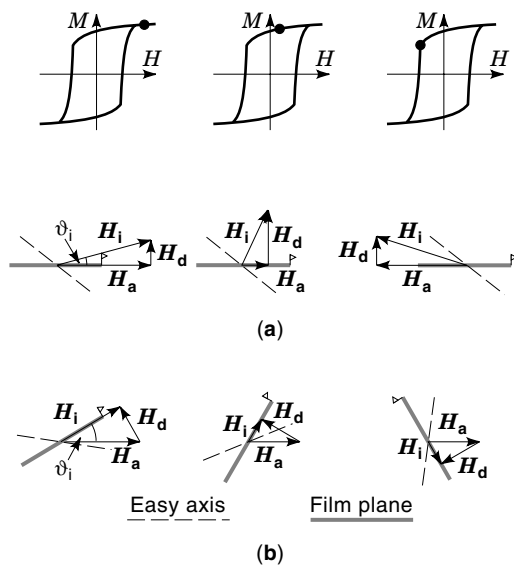 M M M
H H H
ϑi Hi Hd Ha
Hi Hd Ha
Hi Hd Ha
(a)
Hi Hd Ha ϑi
Hi Hd Ha
Ha Hi Hd
Easy axis Film plane
(b)